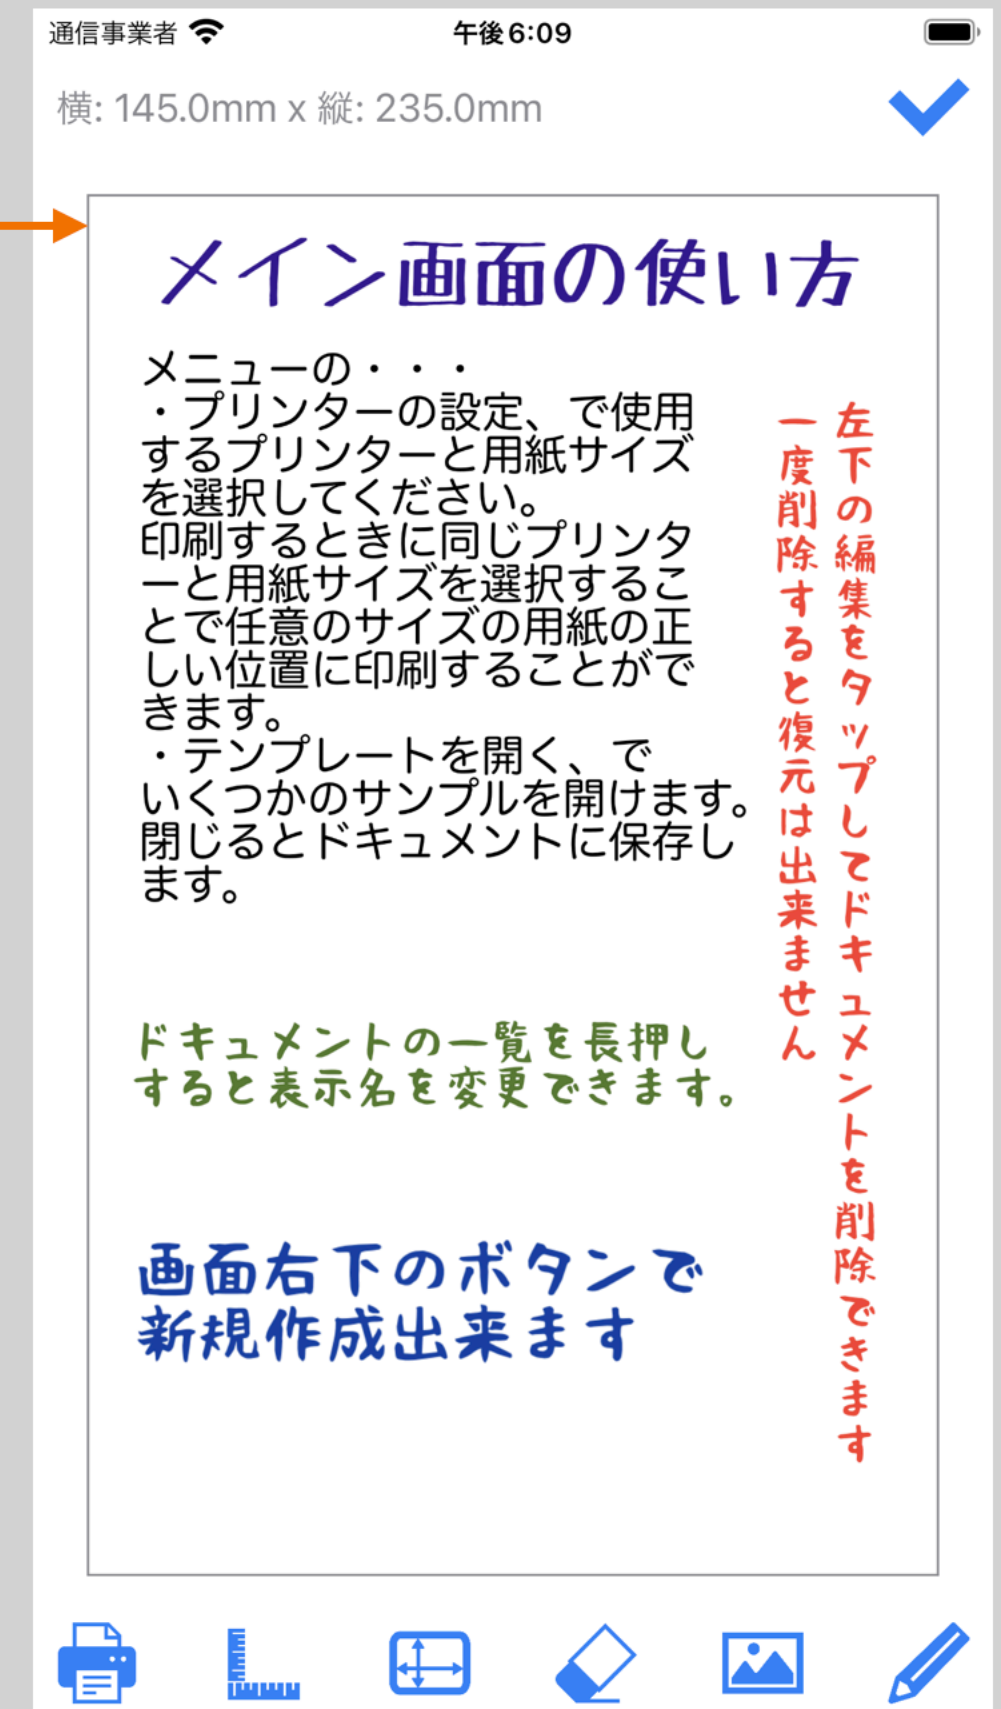 通信事業者
午後6:09
横: 145.0mm x 縦: 235.0mm
メイン画面の使い方
メニューの・・・
・プリンターの設定、で使用
するプリンターと用紙サイズ
を選択してください。
印刷するときに同じプリンタ
ーと用紙サイズを選択するこ
とで任意のサイズの用紙の正
しい位置に印刷することがで
きます。
・テンプレートを開く、で
いくつかのサンプルを開けます。
閉じるとドキュメントに保存し
ます。
左下の編集をタップしてドキュメントを削除できます
一度削除すると復元は出来ません
ドキュメントの一覧を長押し
すると表示名を変更できます。
画面右下のボタンで
新規作成出来ます